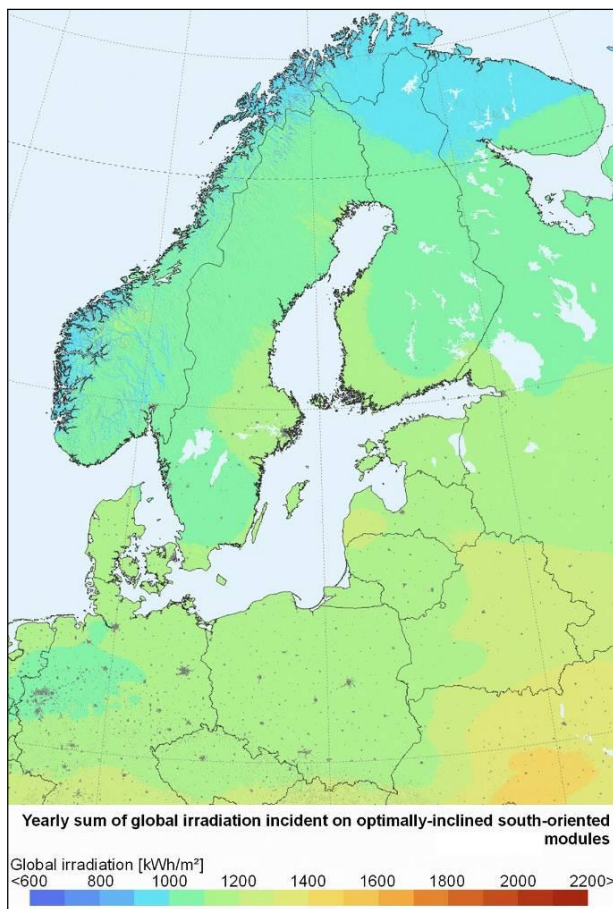 Yearly sum of global irradiation incident on optimally-inclined south-oriented
modules
Global irradiation [kWh/m²]
<600 800 1000 1200 1400 1600 1800 2000 2200>